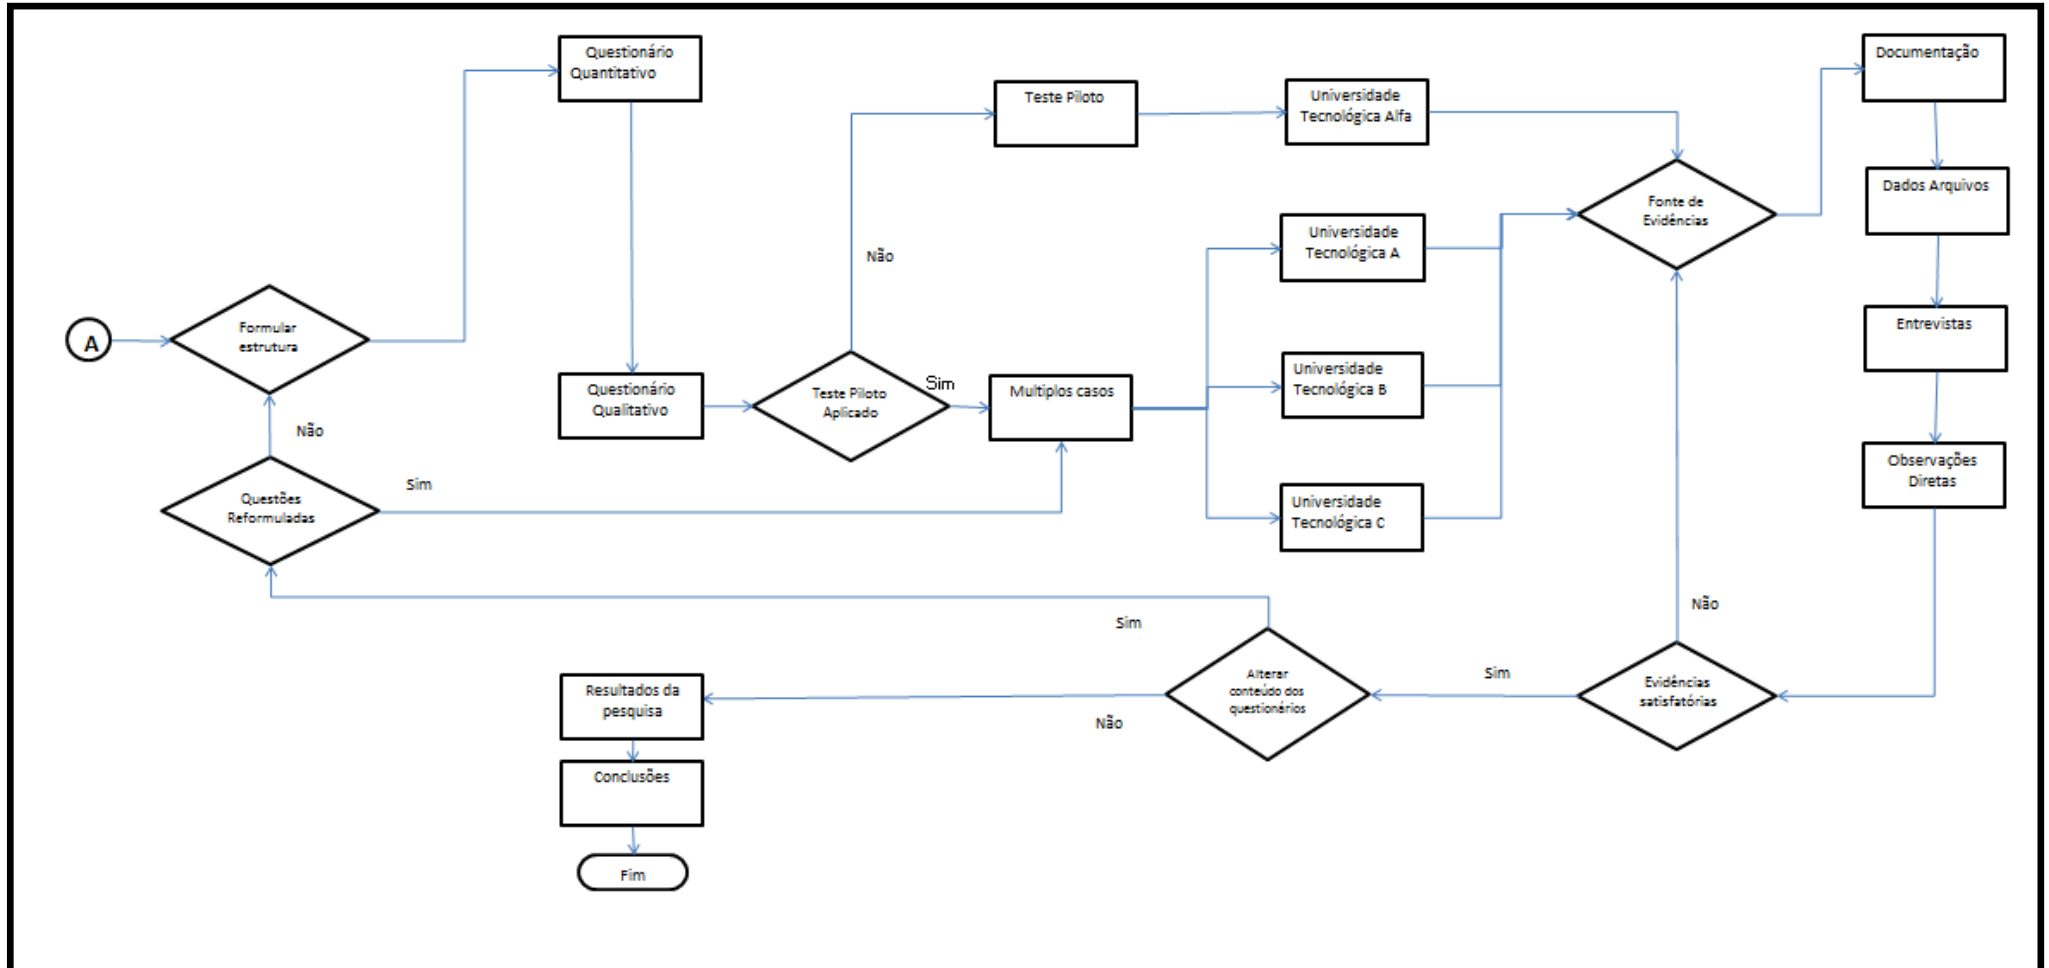 Questionário
Quantitativo
Documentação
Teste Piloto
Universidade
Tecnológica Alfa
Dados Arquivos
Fonte de
Evidências
Universidade
Tecnológica A
Não
A
Formular
estrutura
Entrevistas
Questionário
Qualitativo
Teste Piloto
Aplicado
Sim
Multiplos casos
Universidade
Tecnológica B
Não
Observações
Diretas
Questões
Reformuladas
Sim
Universidade
Tecnológica C
Não
Sim
Alterar
conteúdo dos
questionários
Sim
Evidências
satisfatórias
Resultados da
pesquisa
Não
Conclusões
Fim